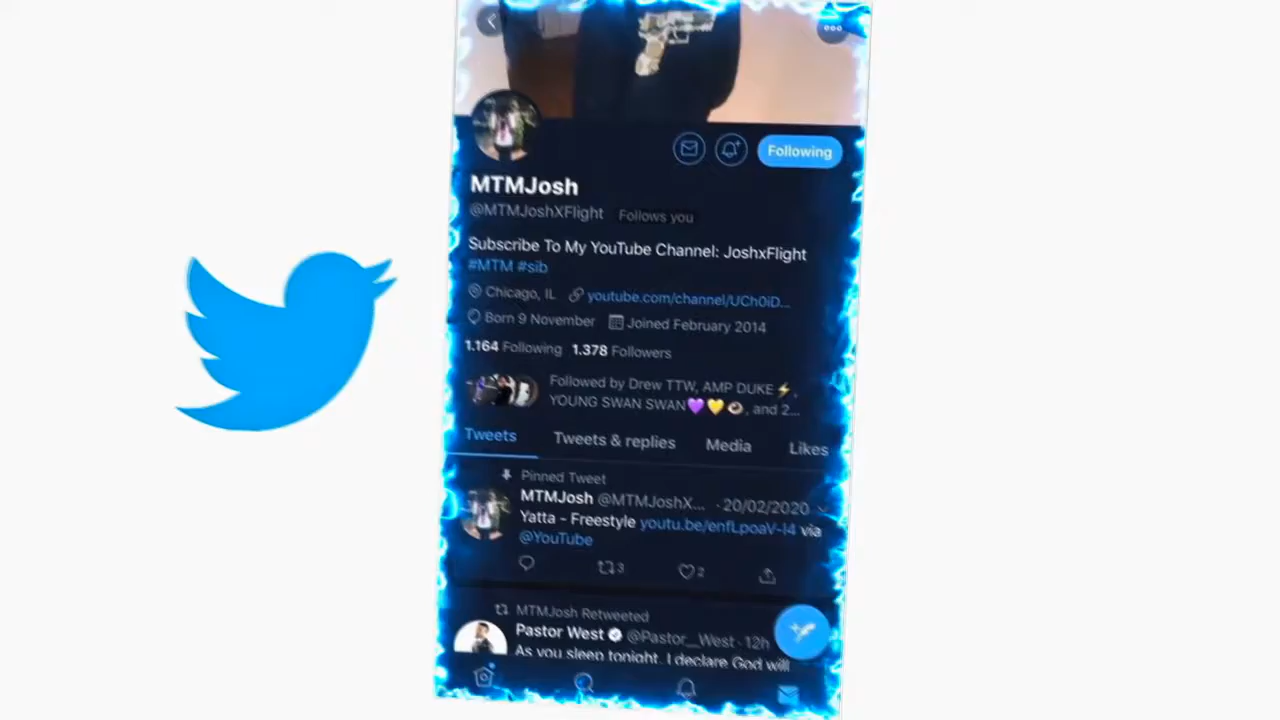 Following
MTMJosh
@MTMJoshXFlight Follows you
Subscribe To My YouTube Channel: JoshxFlight
#MTM #sib
Chicago, IL youtube.com/channel/UCh0iD...
Born 9 November Joined February 2014
1.164 Following 1.378 Followers
Followed by Drew TTW, AMP DUKE⚡,
YOUNG SWAN SWAN💜💛🍩, and 2...
Tweets Tweets & replies Media Likes
Pinned Tweet
MTMJosh @MTMJoshX... · 20/02/2020
Yatta - Freestyle youtu.be/enfLpoaV-I4 via
@YouTube
3 2
MTMJosh Retweeted
Pastor West @Pastor__West · 12h
As you sleep tonight, I declare God will